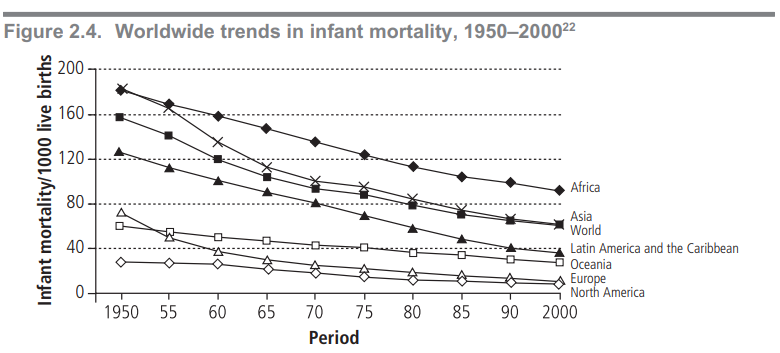 Figure 2.4. Worldwide trends in infant mortality, 1950–2000²²
Infant mortality/1000 live births
200
160
120
80
40
0
Africa
Asia
World
Latin America and the Caribbean
Oceania
Europe
North America
1950 55 60 65 70 75 80 85 90 2000
Period